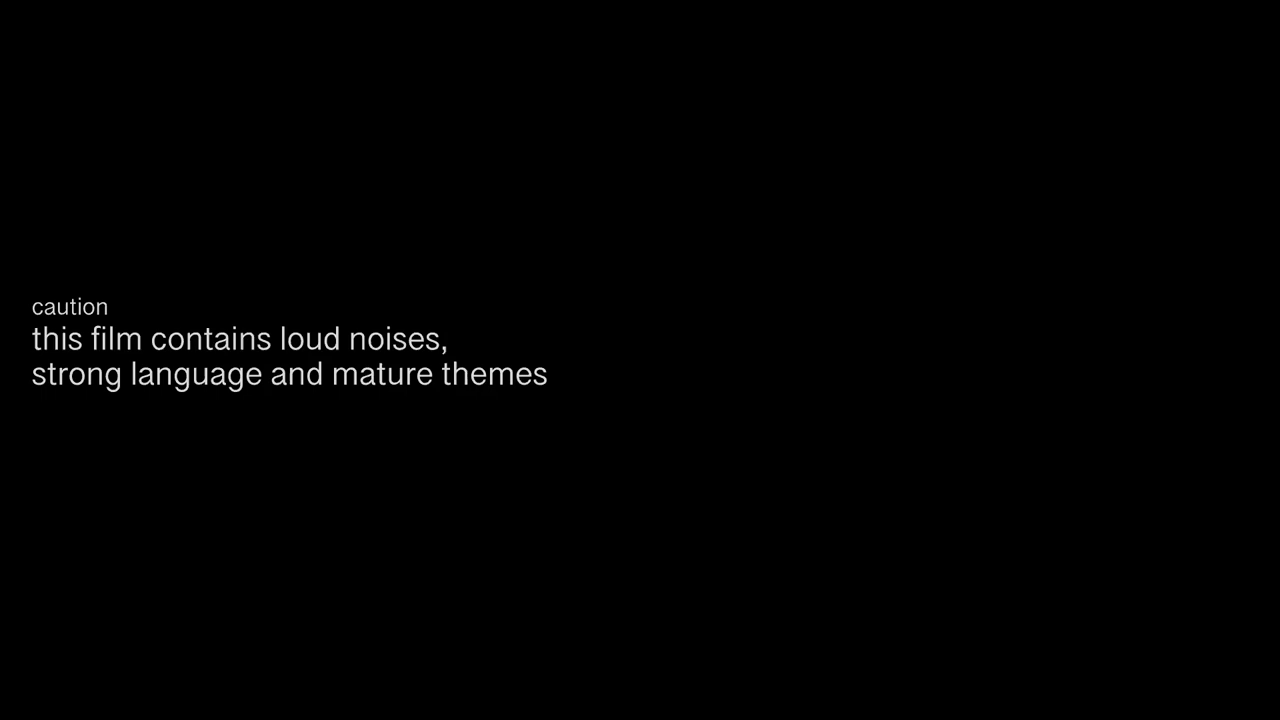 caution
this film contains loud noises,
strong language and mature themes